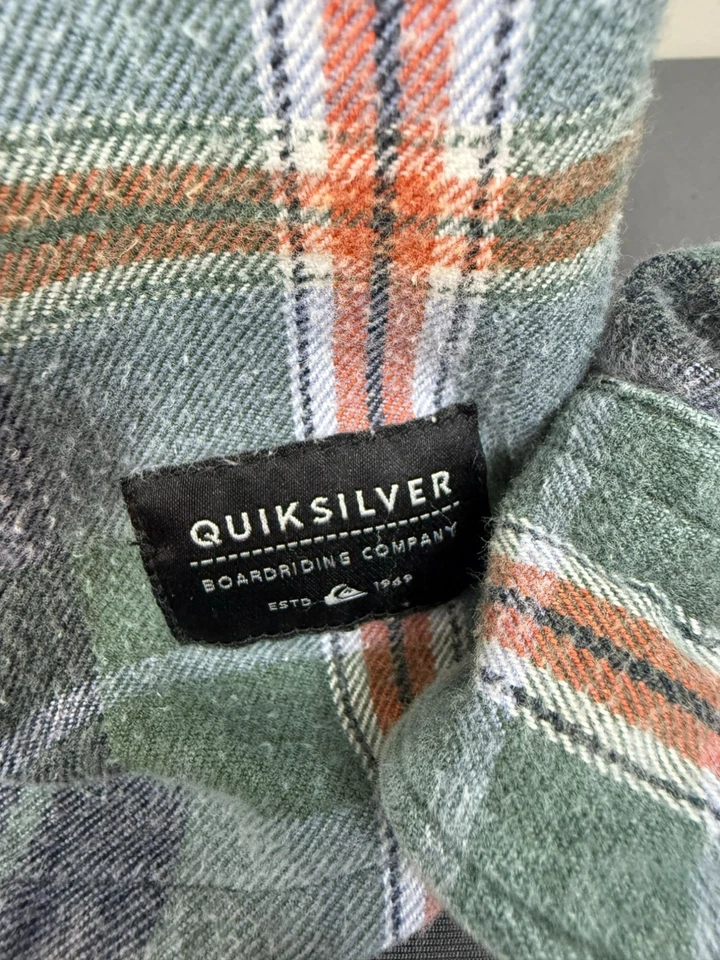 QUIKSILVER
BOARDRIDING COMPANY
ESTD 1969